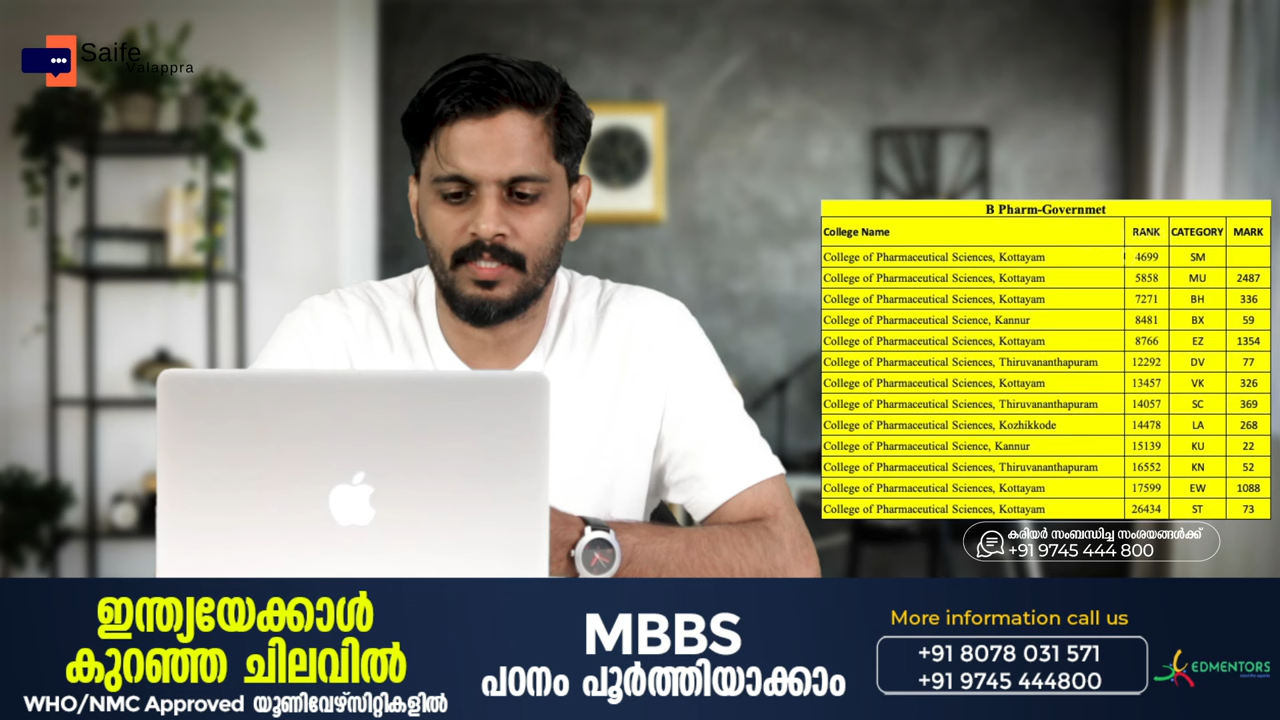 Saife
Valappra
B Pharm-Governmet
College Name RANK CATEGORY MARK
College of Pharmaceutical Sciences, Kottayam 4699 SM
College of Pharmaceutical Sciences, Kottayam 5858 MU 2487
College of Pharmaceutical Sciences, Kottayam 7271 BH 336
College of Pharmaceutical Science, Kannur 8481 BX 59
College of Pharmaceutical Sciences, Kottayam 8766 EZ 1354
College of Pharmaceutical Sciences, Thiruvananthapuram 12292 DV 77
College of Pharmaceutical Sciences, Kottayam 13457 VK 326
College of Pharmaceutical Sciences, Thiruvananthapuram 14057 SC 369
College of Pharmaceutical Sciences, Kozhikkode 14478 LA 268
College of Pharmaceutical Science, Kannur 15139 KU 22
College of Pharmaceutical Sciences, Thiruvananthapuram 16552 KN 52
College of Pharmaceutical Sciences, Kottayam 17599 EW 1088
College of Pharmaceutical Sciences, Kottayam 26434 ST 73
കരിയർ സംബന്ധിച്ച സംശയങ്ങൾക്ക്
+91 9745 444 800
ഇന്ത്യയേക്കാൾ
കുറഞ്ഞ ചിലവിൽ
WHO/NMC Approved യൂണിവേഴ്സിറ്റികളിൽ
MBBS
പഠനം പൂർത്തിയാക്കാം
More information call us
+91 8078 031 571
+91 9745 444800
EDMENTORS